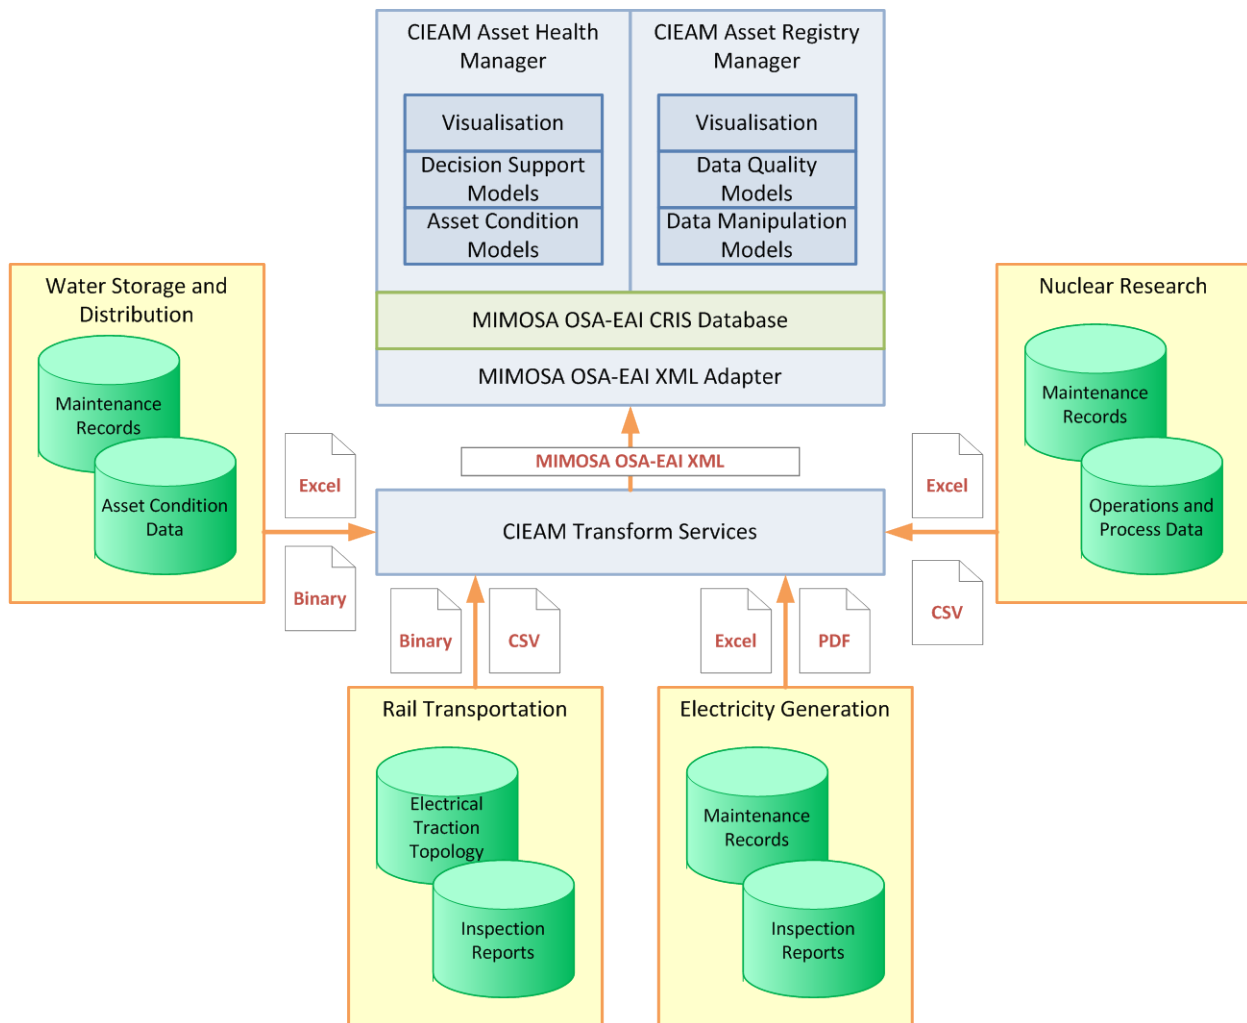 CIEAM Asset Health
Manager
CIEAM Asset Registry
Manager
Visualisation
Decision Support
Models
Asset Condition
Models
Visualisation
Data Quality
Models
Data Manipulation
Models
MIMOSA OSA-EAI CRIS Database
MIMOSA OSA-EAI XML Adapter
Water Storage and
Distribution
Maintenance
Records
Asset Condition
Data
Excel
Binary
MIMOSA OSA-EAI XML
CIEAM Transform Services
Nuclear Research
Maintenance
Records
Operations and
Process Data
Excel
CSV
Binary
CSV
Excel
PDF
Rail Transportation
Electrical
Traction
Topology
Inspection
Reports
Electricity Generation
Maintenance
Records
Inspection
Reports